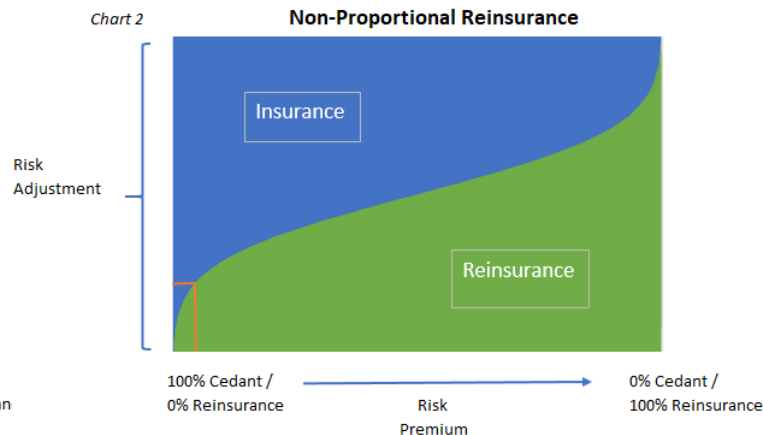 Chart 2
Non-Proportional Reinsurance
Insurance
Risk
Adjustment
Reinsurance
100% Cedant /
0% Reinsurance
Risk
Premium
0% Cedant /
100% Reinsurance